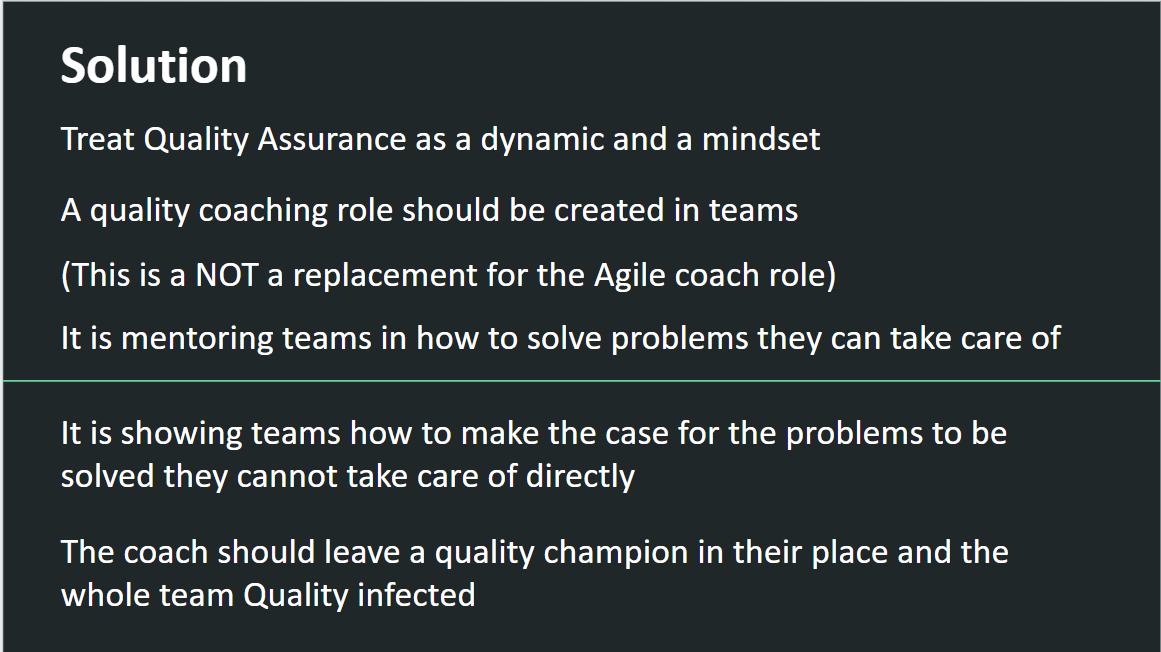 Solution
Treat Quality Assurance as a dynamic and a mindset
A quality coaching role should be created in teams
(This is a NOT a replacement for the Agile coach role)
It is mentoring teams in how to solve problems they can take care of
It is showing teams how to make the case for the problems to be
solved they cannot take care of directly
The coach should leave a quality champion in their place and the
whole team Quality infected